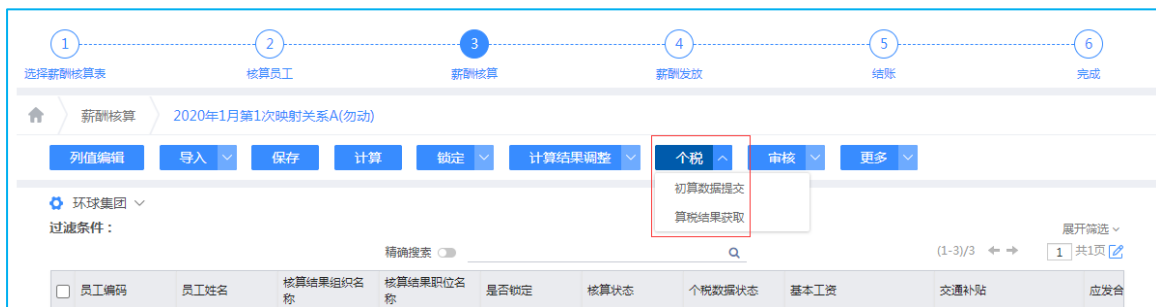 1 2 3 4 5 6
选择薪酬核算表 核算员工 薪酬核算 薪酬发放 结账 完成
薪酬核算 2020年1月第1次映射关系A(勿动)
列值编辑 导入 保存 计算 锁定 计算结果调整 个税 审核 更多
初算数据提交
算税结果获取
环球集团
过滤条件：
展开筛选
精确搜索 (1-3)/3 1 共1页
员工编码 员工姓名 核算结果组织名称 核算结果职位名称 是否锁定 核算状态 个税数据状态 基本工资 交通补贴 应发合